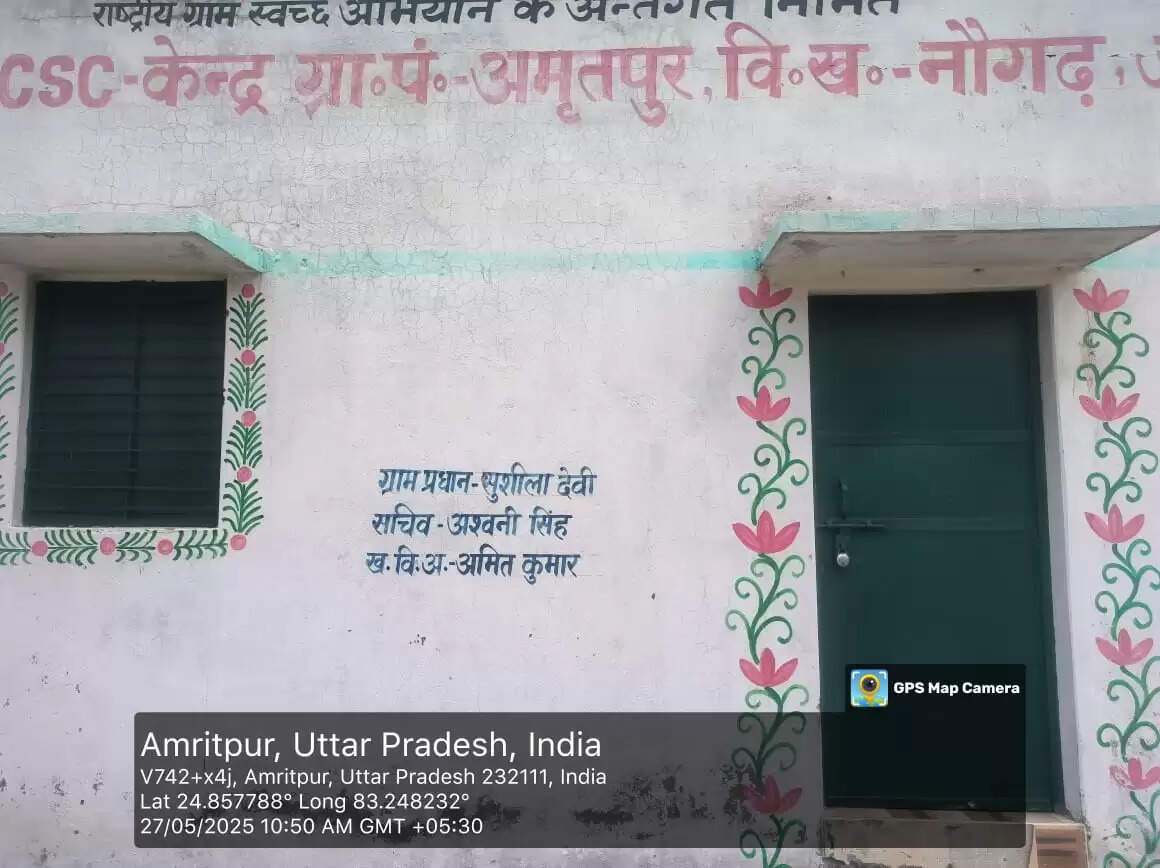 राष्ट्रीय ग्राम स्वच्छ अभियान के अन्तर्गत निर्मित
CSC-केन्द्र ग्रा०पं०-अमृतपुर, वि०ख०-नौगढ़,
ग्राम प्रधान-सुशीला देवी
सचिव-अश्वनी सिंह
ख.वि.अ.-अमित कुमार
GPS Map Camera
Amritpur, Uttar Pradesh, India
V742+x4j, Amritpur, Uttar Pradesh 232111, India
Lat 24.857788° Long 83.248232°
27/05/2025 10:50 AM GMT +05:30